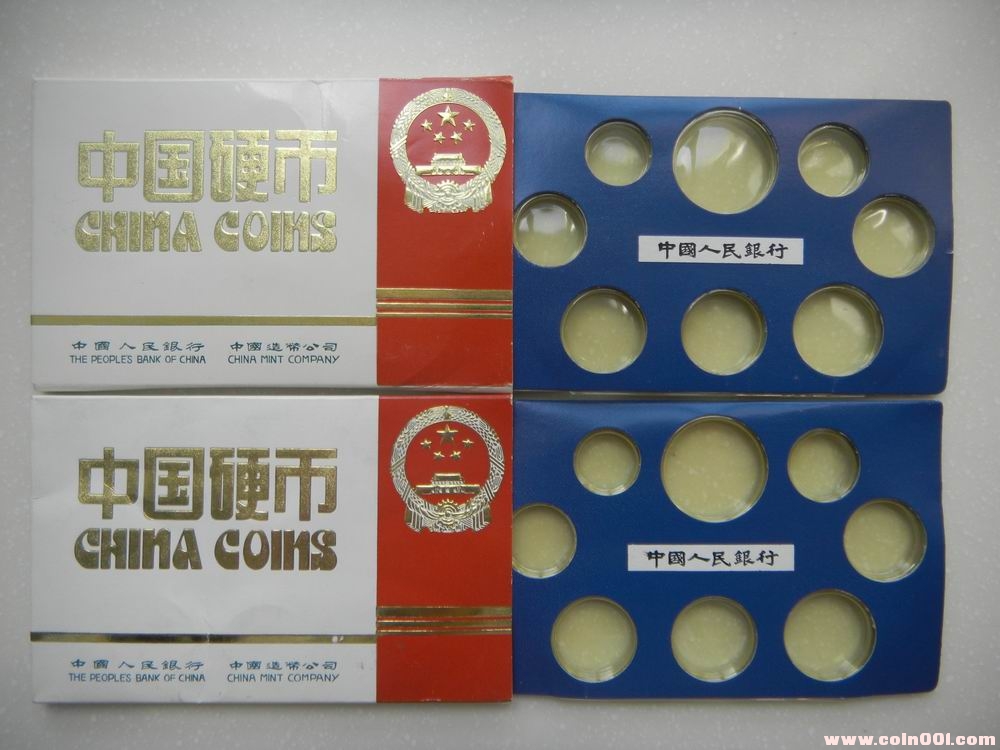 中国硬币
CHINA COINS
中國人民銀行 中國造幣公司
THE PEOPLE'S BANK OF CHINA CHINA MINT COMPANY
中國人民銀行
中国硬币
CHINA COINS
中國人民銀行 中國造幣公司
THE PEOPLE'S BANK OF CHINA CHINA MINT COMPANY
中國人民銀行
www.coin001.com